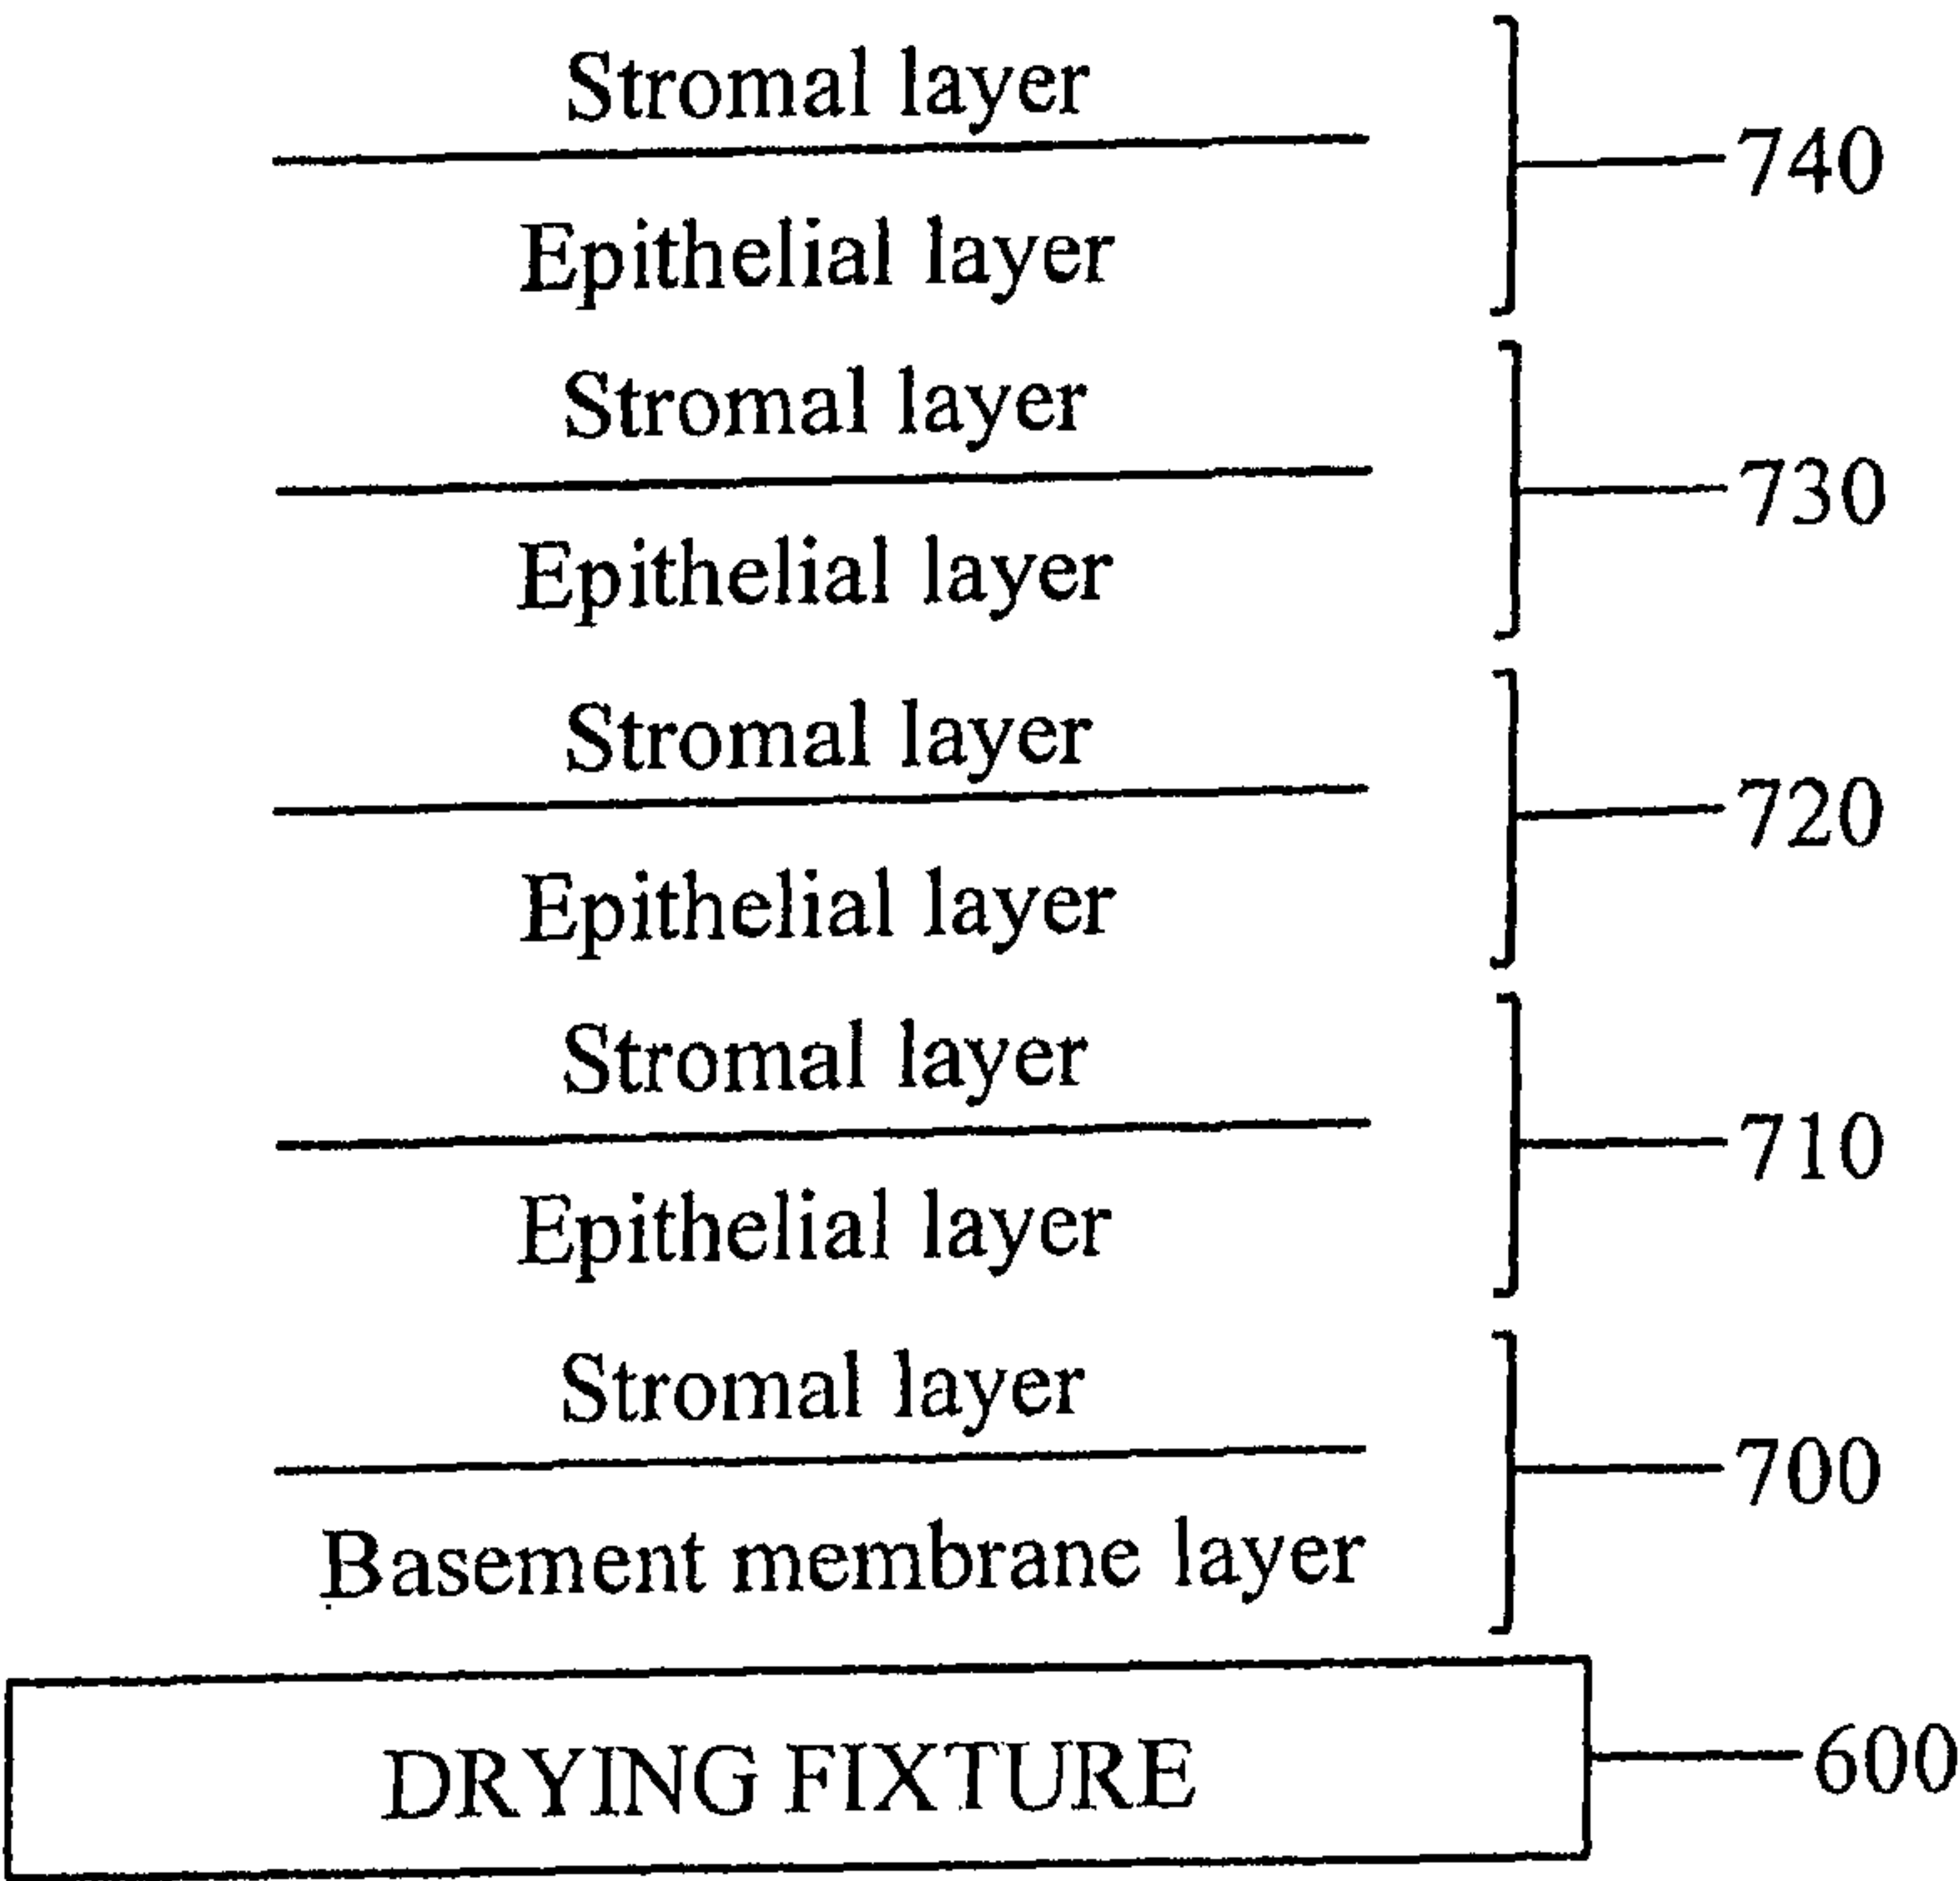 Stromal layer
740
Epithelial layer
Stromal layer
730
Epithelial layer
Stromal layer
720
Epithelial layer
Stromal layer
710
Epithelial layer
Stromal layer
700
Basement membrane layer
DRYING FIXTURE
600